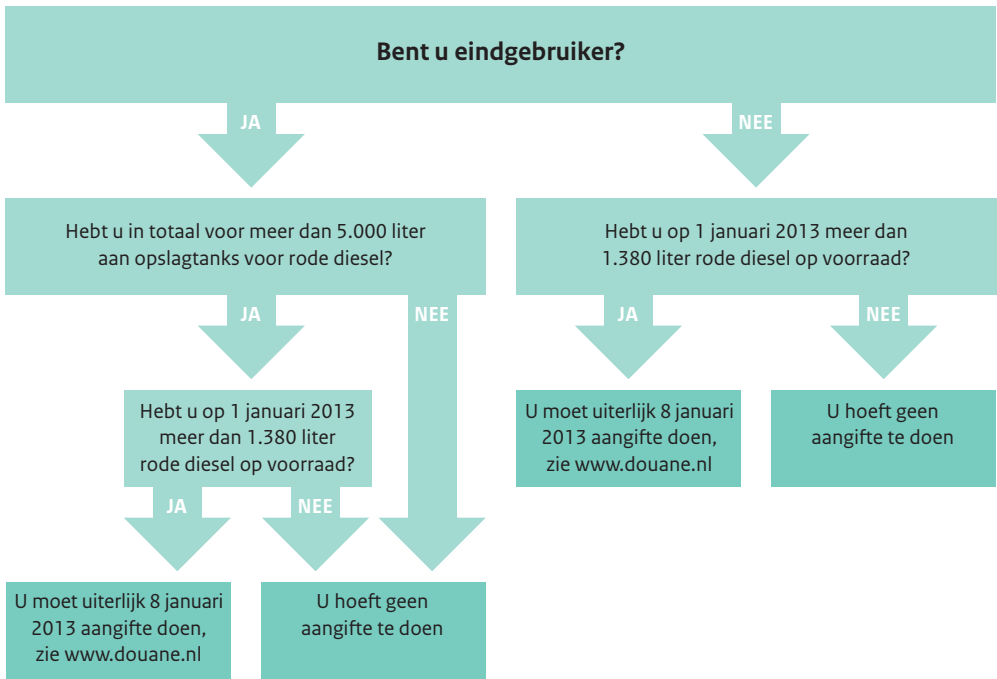 Bent u eindgebruiker?
JA
NEE
Hebt u in totaal voor meer dan 5.000 liter
aan opslagtanks voor rode diesel?
Hebt u op 1 januari 2013 meer dan
1.380 liter rode diesel op voorraad?
JA
NEE
JA
NEE
Hebt u op 1 januari 2013
meer dan 1.380 liter
rode diesel op voorraad?
U moet uiterlijk 8 januari
2013 aangifte doen,
zie www.douane.nl
U hoeft geen
aangifte te doen
JA
NEE
U moet uiterlijk 8 januari
2013 aangifte doen,
zie www.douane.nl
U hoeft geen
aangifte te doen